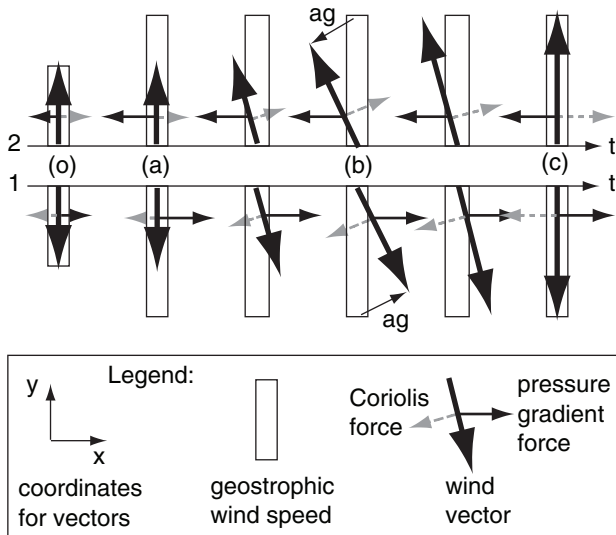 ag
2 t
(o) (a) (b) (c)
1 t
ag
Legend:
y
x
coordinates
for vectors
geostrophic
wind speed
Coriolis
force
pressure
gradient
force
wind
vector